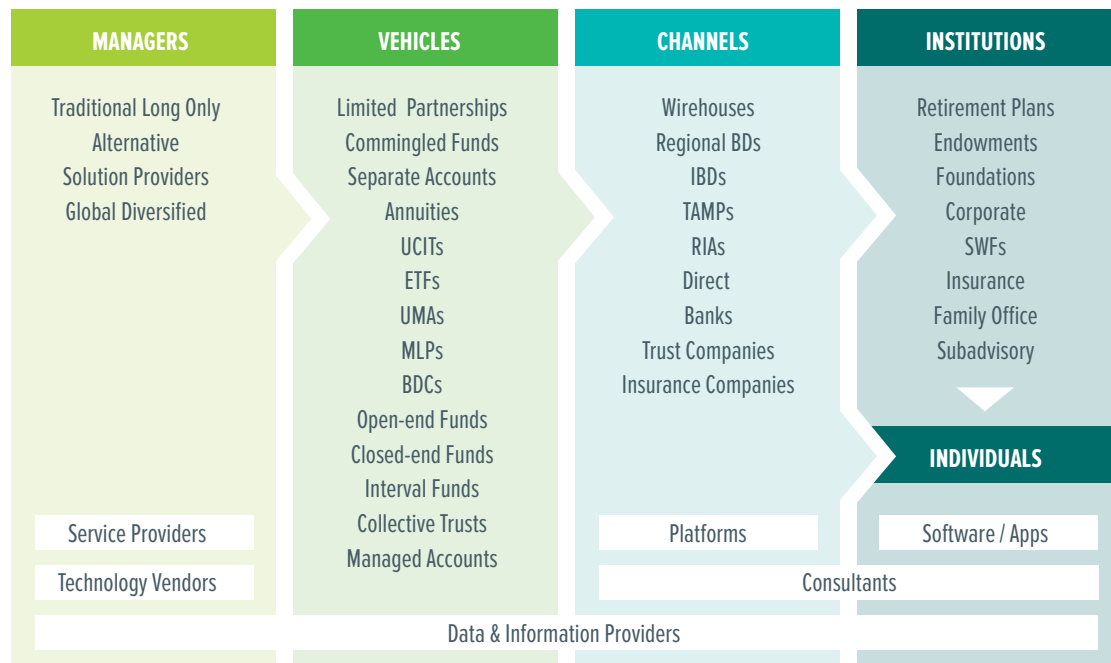 MANAGERS
Traditional Long Only
Alternative
Solution Providers
Global Diversified
Service Providers
Technology Vendors
VEHICLES
Limited Partnerships
Commingled Funds
Separate Accounts
Annuities
UCITs
ETFs
UMAs
MLPs
BDCs
Open-end Funds
Closed-end Funds
Interval Funds
Collective Trusts
Managed Accounts
CHANNELS
Wirehouses
Regional BDs
IBDs
TAMPs
RIAs
Direct
Banks
Trust Companies
Insurance Companies
Platforms
INSTITUTIONS
Retirement Plans
Endowments
Foundations
Corporate
SWFs
Insurance
Family Office
Subadvisory
INDIVIDUALS
Software / Apps
Consultants
Data & Information Providers